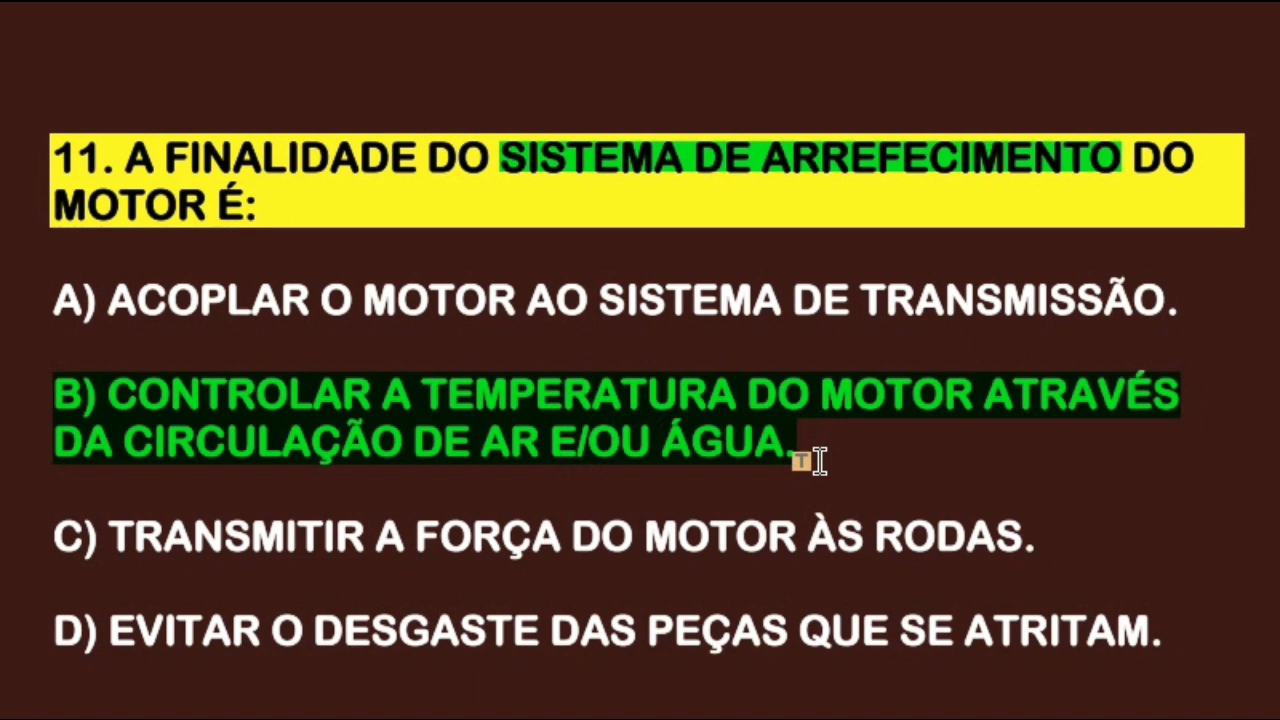 11. A FINALIDADE DO SISTEMA DE ARREFECIMENTO DO
MOTOR É:
A) ACOPLAR O MOTOR AO SISTEMA DE TRANSMISSÃO.
B) CONTROLAR A TEMPERATURA DO MOTOR ATRAVÉS
DA CIRCULAÇÃO DE AR E/OU ÁGUA.
T
C) TRANSMITIR A FORÇA DO MOTOR ÀS RODAS.
D) EVITAR O DESGASTE DAS PEÇAS QUE SE ATRITAM.